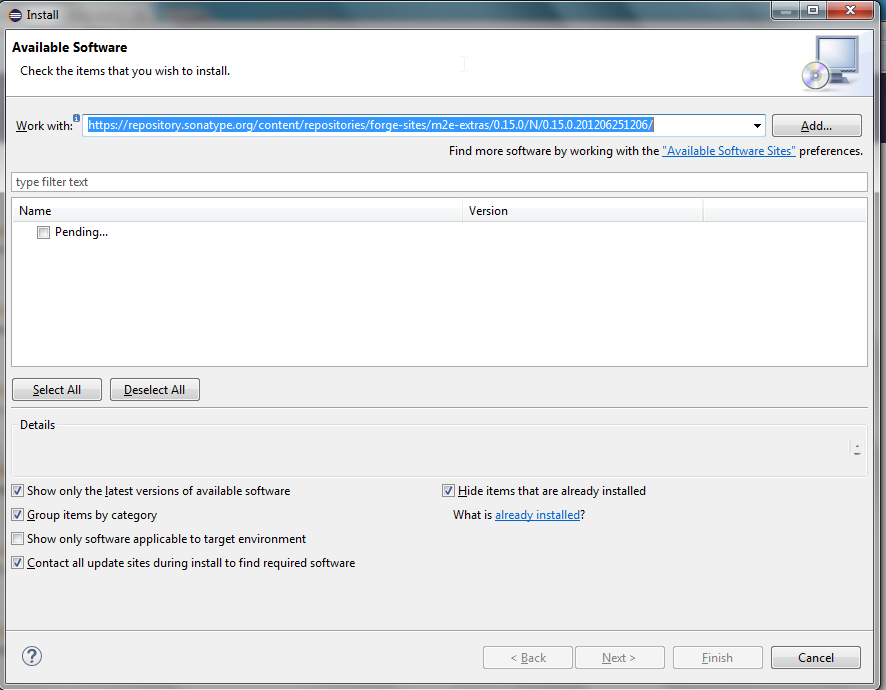 Install
Available Software
Check the items that you wish to install.
Work with: https://repository.sonatype.org/content/repositories/forge-sites/m2e-extras/0.15.0/N/0.15.0.201206251206/ Add...
Find more software by working with the "Available Software Sites" preferences.
type filter text
Name Version
Pending...
Select All Deselect All
Details
Show only the latest versions of available software Hide items that are already installed
Group items by category What is already installed?
Show only software applicable to target environment
Contact all update sites during install to find required software
? < Back Next > Finish Cancel